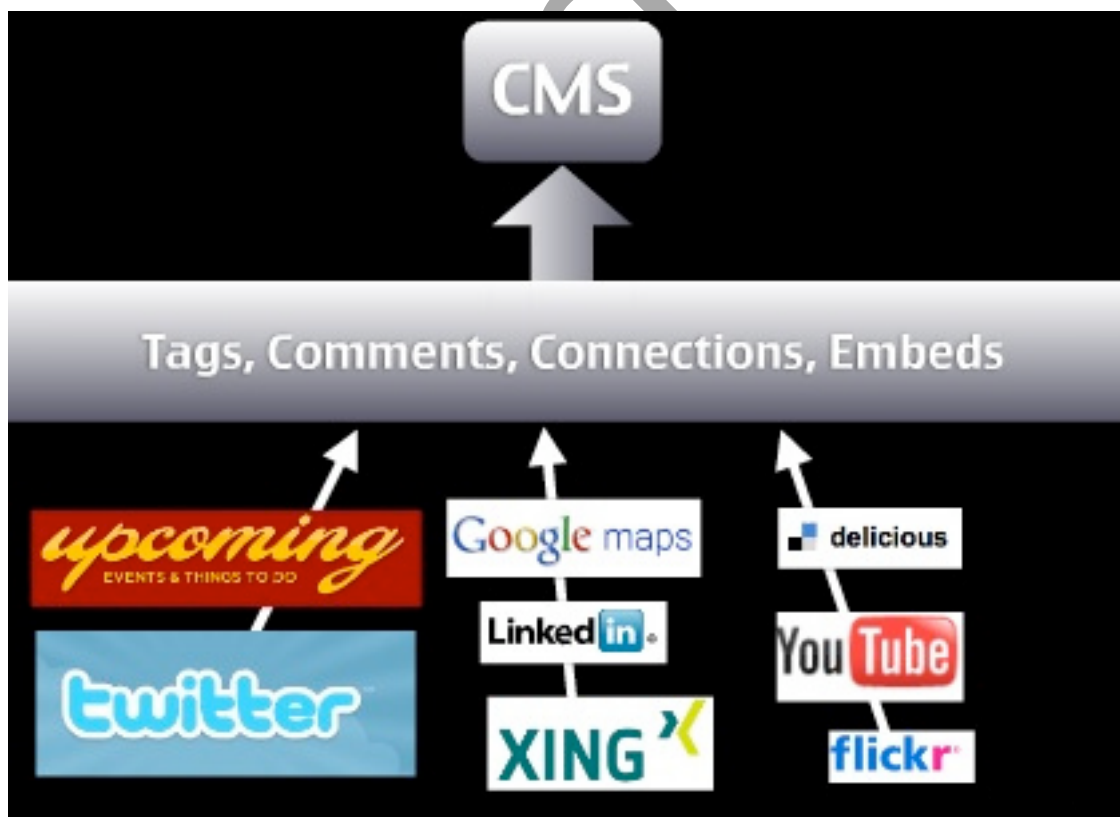 CMS
Tags, Comments, Connections, Embeds
upcoming
EVENTS & THINGS TO DO
twitter
Google maps
Linked in
XING
delicious
You Tube
flickr